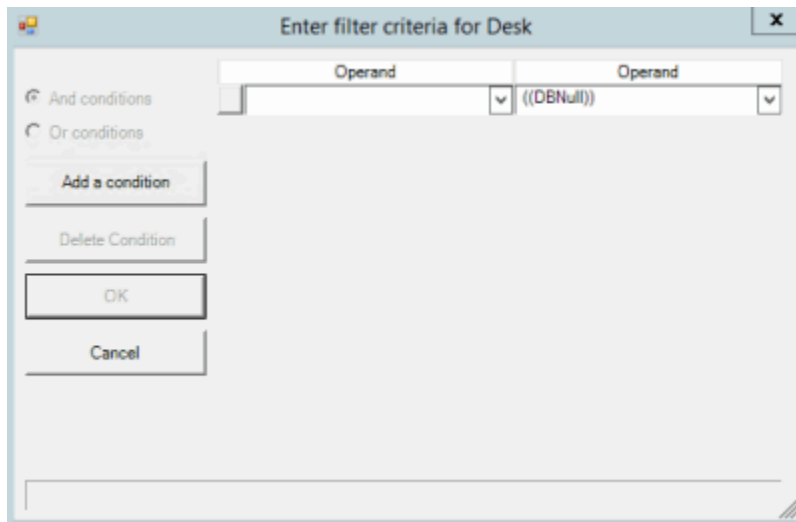 Enter filter criteria for Desk
x
Operand Operand
And conditions
((DBNull))
Or conditions
Add a condition
Delete Condition
OK
Cancel